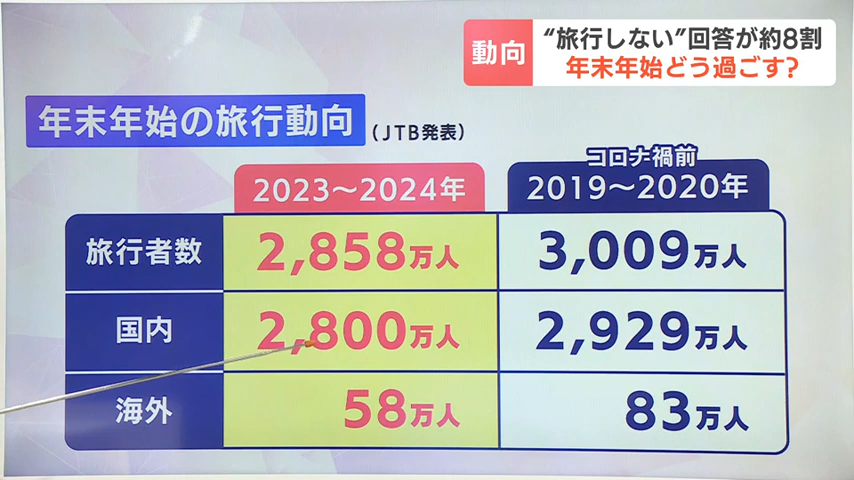 動向
“旅行しない”回答が約8割
年末年始どう過ごす?
年末年始の旅行動向
(JTB発表)
コロナ禍前
2023〜2024年 2019〜2020年
旅行者数 2,858万人 3,009万人
国内 2,800万人 2,929万人
海外 58万人 83万人